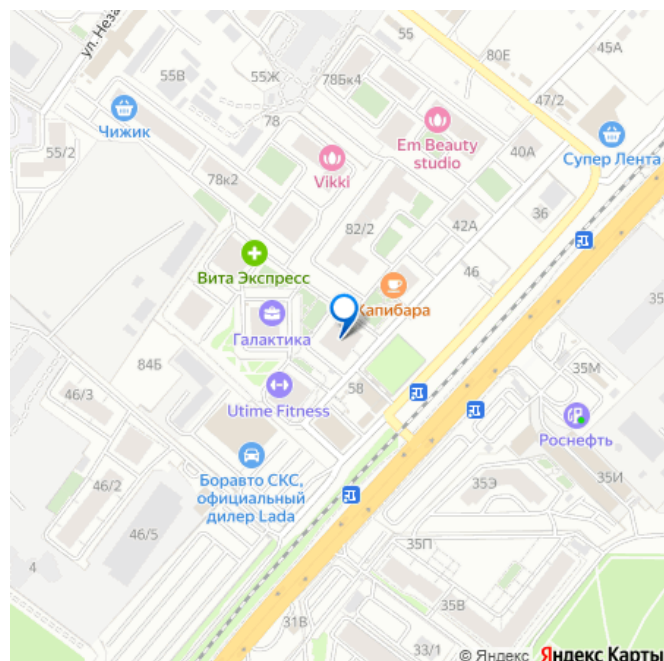 55
80Е
45А
ул. Неза
55В
55Ж
78Бк4
47/2
Чижик
78
Em Beauty
studio
Супер Лента
55/2
Vikki
40А
78к2
36
42А
82/2
Вита Экспресс
46
Капибара
35
Галактика
84Б
35М
46/3
58
Utime Fitness
Роснефть
Боравто СКС,
официальный
дилер Lada
35Э
35И
46/2
46/5
35П
4
35В
31В
33/1
© Яндекс Яндекс Карты